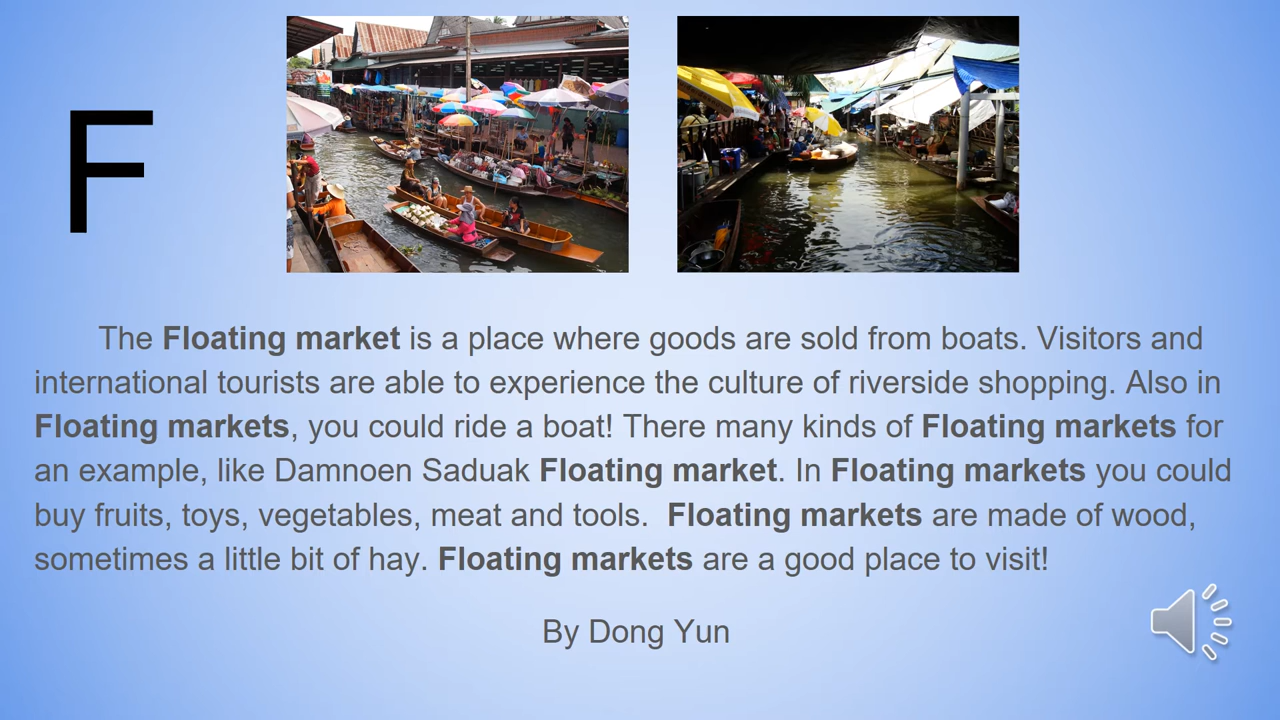 F
The Floating market is a place where goods are sold from boats. Visitors and
international tourists are able to experience the culture of riverside shopping. Also in
Floating markets, you could ride a boat! There many kinds of Floating markets for
an example, like Damnoen Saduak Floating market. In Floating markets you could
buy fruits, toys, vegetables, meat and tools.  Floating markets are made of wood,
sometimes a little bit of hay. Floating markets are a good place to visit!
By Dong Yun